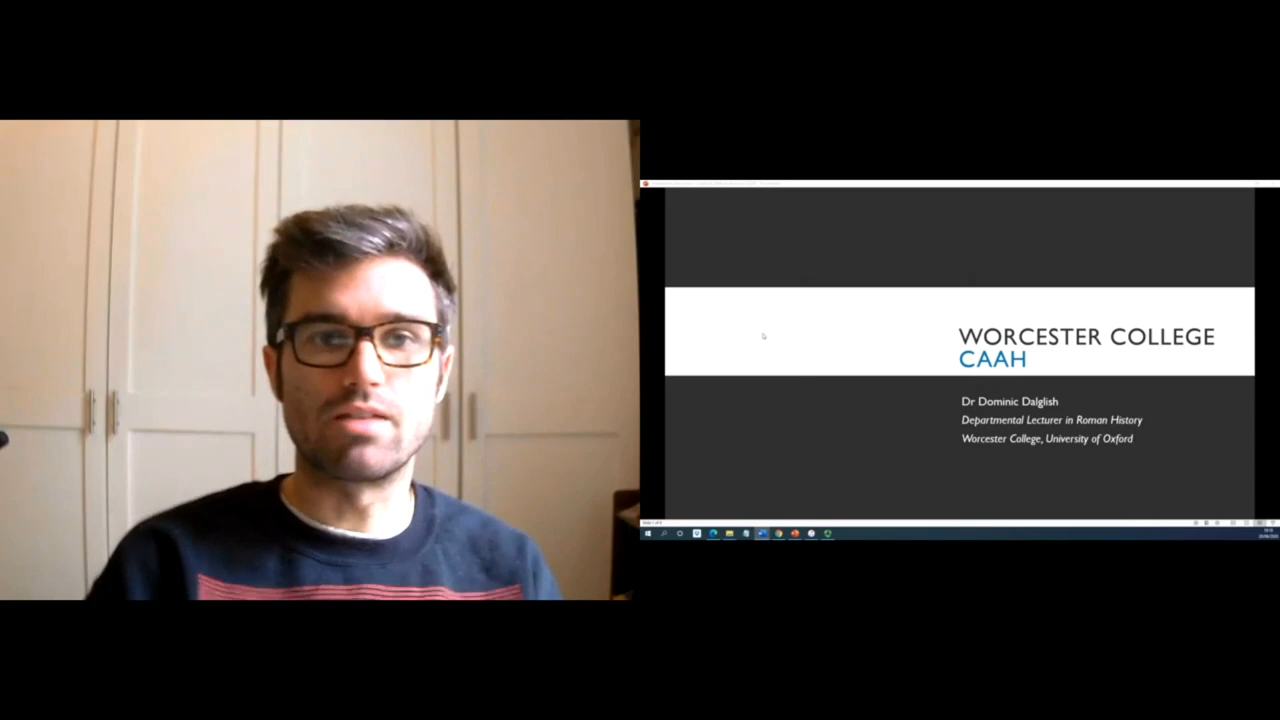 WORCESTER COLLEGE
CAAH
Dr Dominic Dalglish
Departmental Lecturer in Roman History
Worcester College, University of Oxford